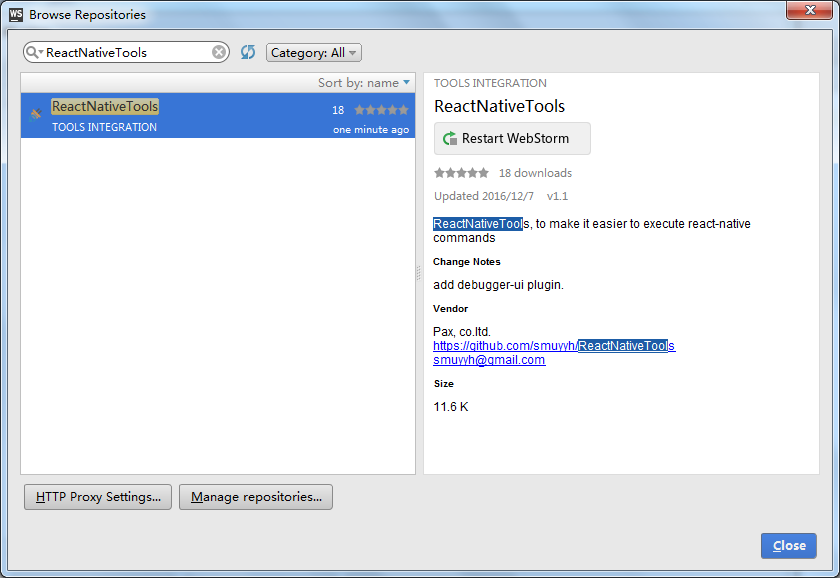 WS Browse Repositories
ReactNativeTools
Category: All
Sort by: name
ReactNativeTools
18
TOOLS INTEGRATION
one minute ago
TOOLS INTEGRATION
ReactNativeTools
Restart WebStorm
18 downloads
Updated 2016/12/7 v1.1
ReactNativeTools, to make it easier to execute react-native
commands
Change Notes
add debugger-ui plugin.
Vendor
Pax, co.ltd.
https://github.com/smuyyh/ReactNativeTools
smuyyh@gmail.com
Size
11.6 K
HTTP Proxy Settings...
Manage repositories...
Close